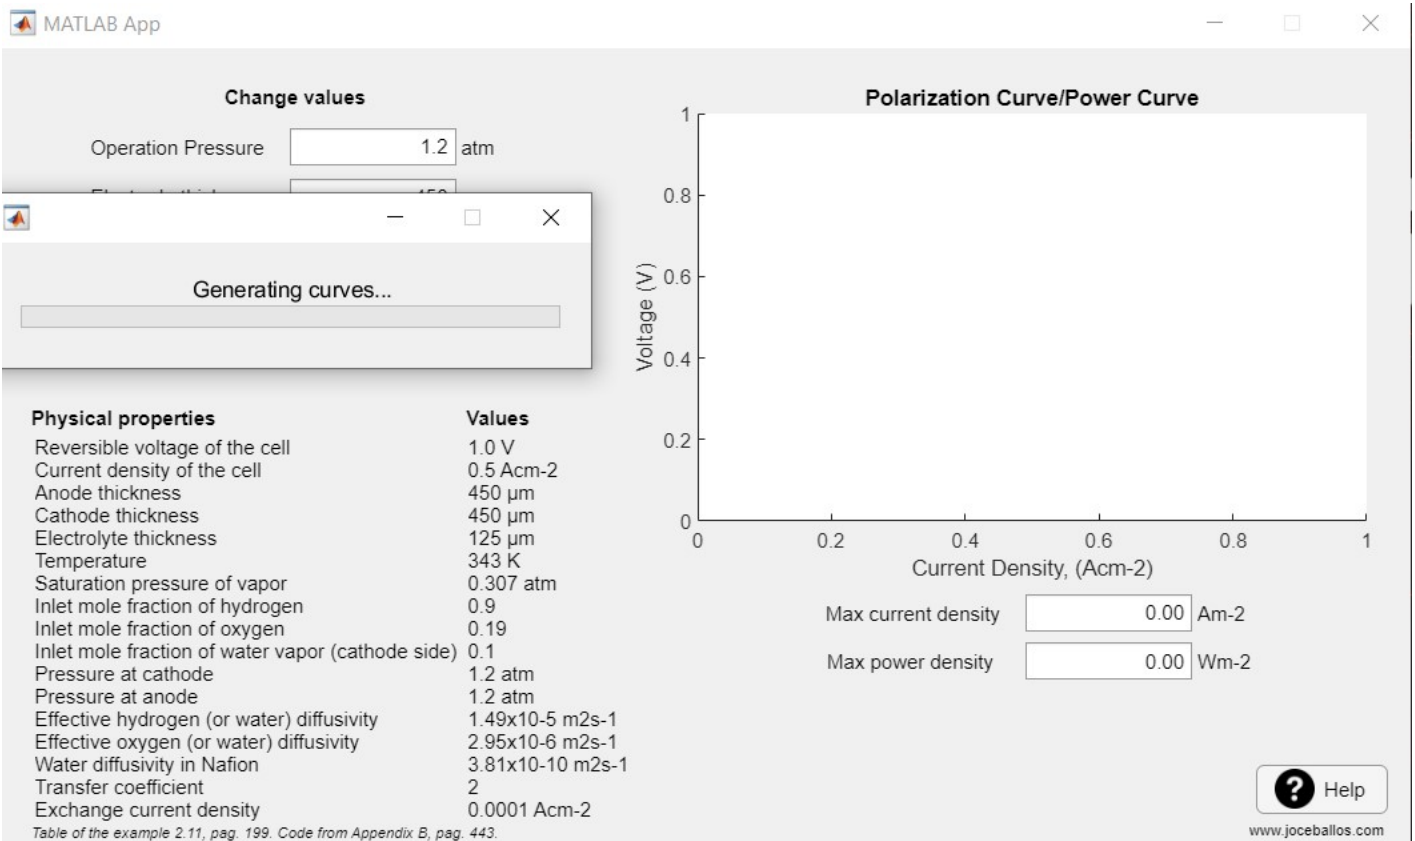 MATLAB App
Change values
Operation Pressure 1.2 atm
Generating curves...
Physical properties Values
Reversible voltage of the cell 1.0 V
Current density of the cell 0.5 Acm-2
Anode thickness 450 µm
Cathode thickness 450 µm
Electrolyte thickness 125 µm
Temperature 343 K
Saturation pressure of vapor 0.307 atm
Inlet mole fraction of hydrogen 0.9
Inlet mole fraction of oxygen 0.19
Inlet mole fraction of water vapor (cathode side) 0.1
Pressure at cathode 1.2 atm
Pressure at anode 1.2 atm
Effective hydrogen (or water) diffusivity 1.49x10-5 m2s-1
Effective oxygen (or water) diffusivity 2.95x10-6 m2s-1
Water diffusivity in Nafion 3.81x10-10 m2s-1
Transfer coefficient 2
Exchange current density 0.0001 Acm-2
Table of the example 2.11, pag. 199. Code from Appendix B, pag. 443.
Polarization Curve/Power Curve
1
0.8
0.6
0.4
0.2
0
Voltage (V)
0 0.2 0.4 0.6 0.8 1
Current Density, (Acm-2)
Max current density 0.00 Am-2
Max power density 0.00 Wm-2
? Help
www.joceballos.com